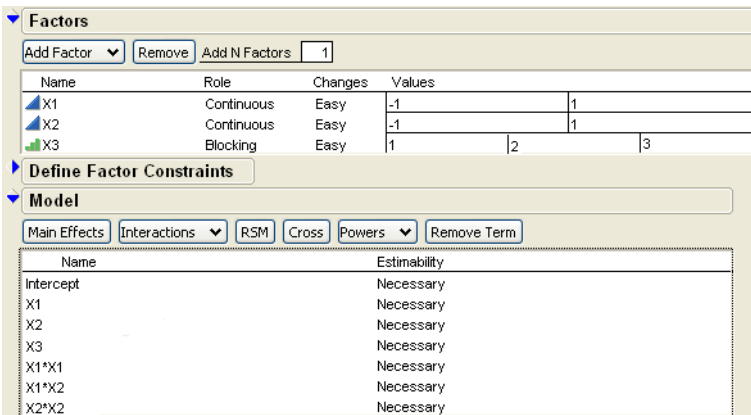 Factors
Add Factor Remove Add N Factors 1
Name Role Changes Values
X1 Continuous Easy -1 1
X2 Continuous Easy -1 1
X3 Blocking Easy 1 2 3
Define Factor Constraints
Model
Main Effects Interactions RSM Cross Powers Remove Term
Name Estimability
Intercept Necessary
X1 Necessary
X2 Necessary
X3 Necessary
X1*X1 Necessary
X1*X2 Necessary
X2*X2 Necessary